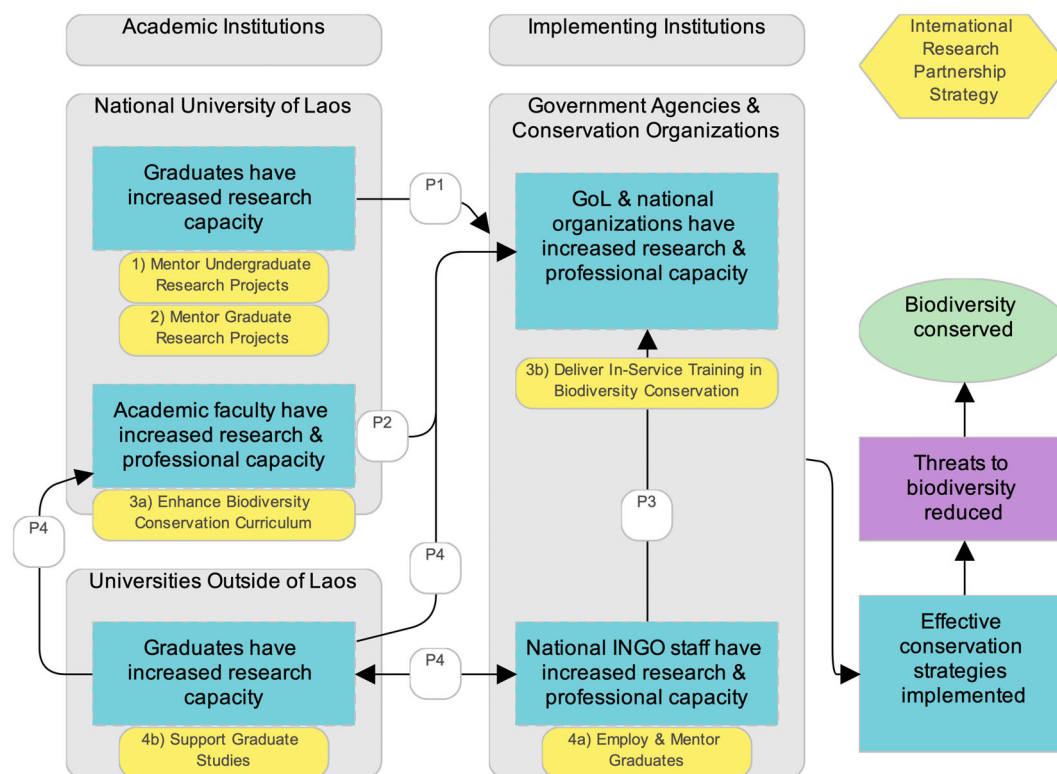 Academic Institutions
Implementing Institutions
International
Research
Partnership
Strategy
National University of Laos
Graduates have
increased research
capacity
1) Mentor Undergraduate
Research Projects
2) Mentor Graduate
Research Projects
Academic faculty have
increased research &
professional capacity
3a) Enhance Biodiversity
Conservation Curriculum
Universities Outside of Laos
Graduates have
increased research
capacity
4b) Support Graduate
Studies
P1
P2
P4
P4
P4
P3
Government Agencies &
Conservation Organizations
GoL & national
organizations have
increased research &
professional capacity
3b) Deliver In-Service Training in
Biodiversity Conservation
National INGO staff have
increased research &
professional capacity
4a) Employ & Mentor
Graduates
Biodiversity
conserved
Threats to
biodiversity
reduced
Effective
conservation
strategies
implemented